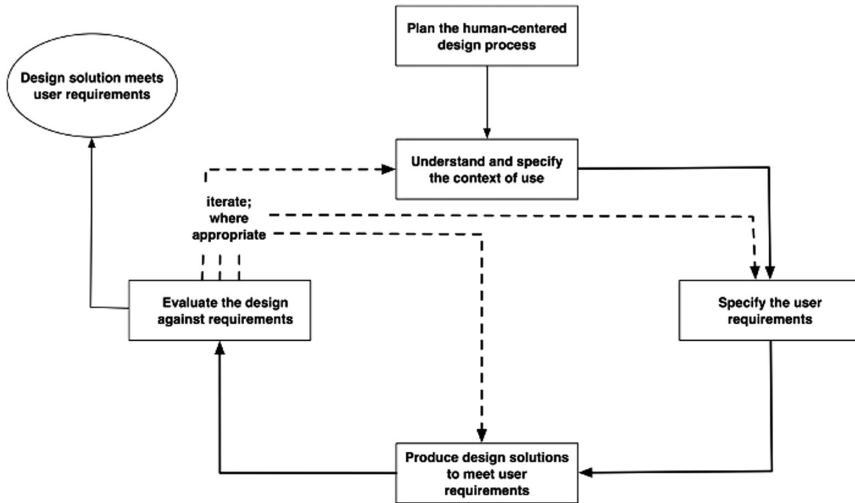 Plan the human-centered
design process
Design solution meets
user requirements
Understand and specify
the context of use
iterate;
where
appropriate
Evaluate the design
against requirements
Specify the user
requirements
Produce design solutions
to meet user
requirements